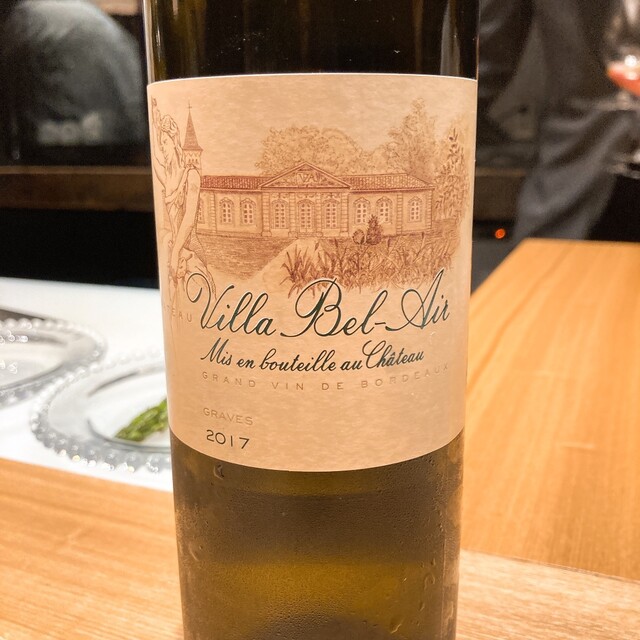 Villa Bel-Air
Mis en bouteille au Château
GRAND VIN DE BORDEAUX
GRAVES
2017